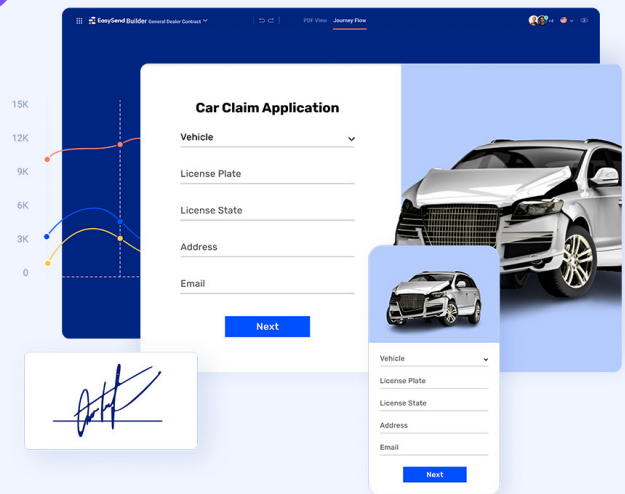 EasySend Builder General Dealer Contract
PDF View Journey Flow
+4
15K
12K
9K
6K
3K
0
Car Claim Application
Vehicle
License Plate
License State
Address
Email
Next
Vehicle
License Plate
License State
Address
Email
Next